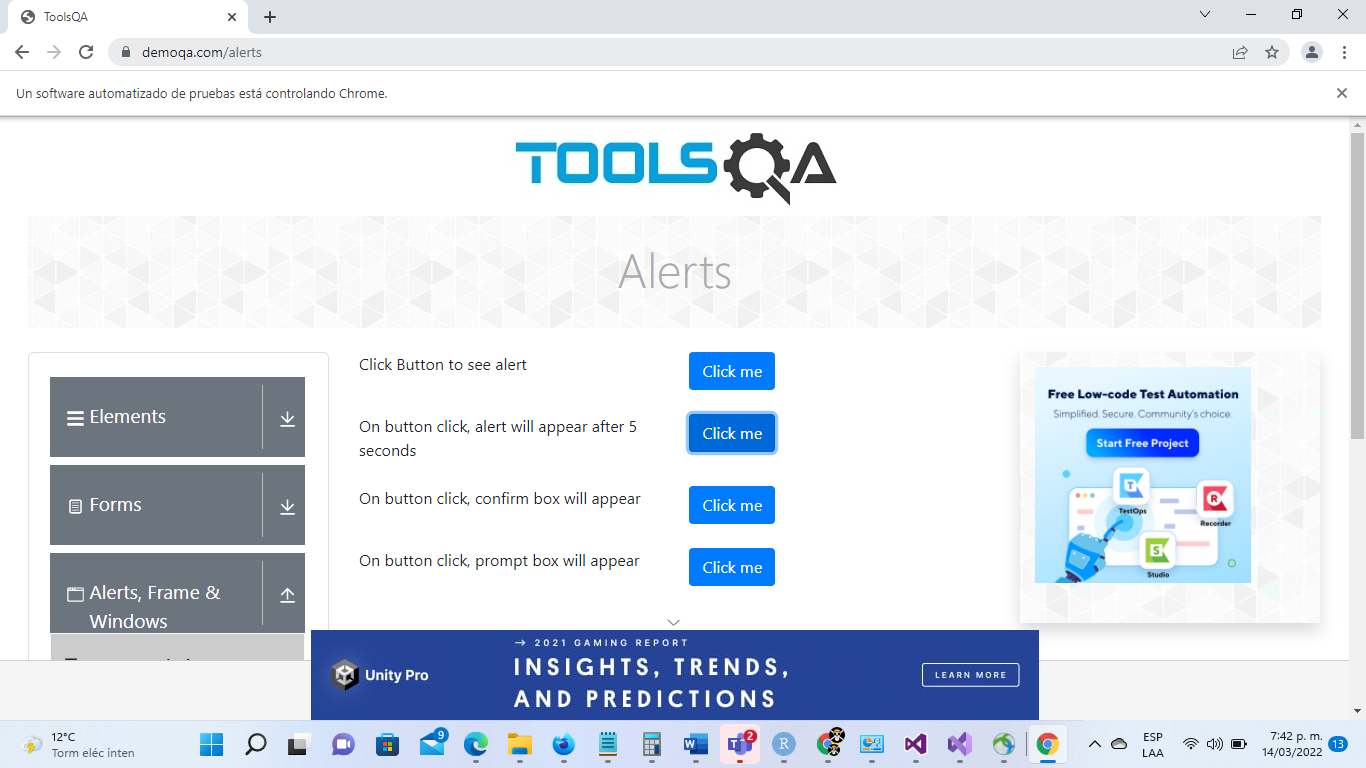 ToolsQA
demoqa.com/alerts
Un software automatizado de pruebas está controlando Chrome.
TOOLSQA
Alerts
Elements
Forms
Alerts, Frame &
Windows
Click Button to see alert
Click me
On button click, alert will appear after 5
seconds
Click me
On button click, confirm box will appear
Click me
On button click, prompt box will appear
Click me
Free Low-code Test Automation
Simplified. Secure. Community's choice.
Start Free Project
TestOps
Recorder
Studio
Unity Pro
→ 2021 GAMING REPORT
INSIGHTS, TRENDS,
AND PREDICTIONS
LEARN MORE
12°C
Torm eléc inten
9
2
R
ESP
LAA
7:42 p. m.
14/03/2022
13